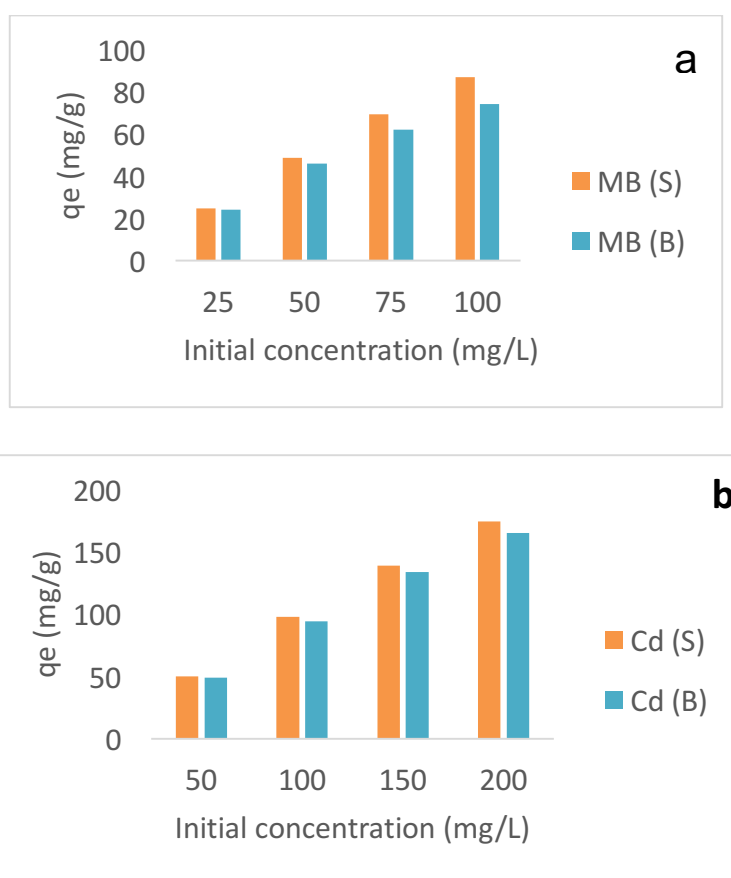 a
100
80
60
40
20
0
qe (mg/g)
25 50 75 100
Initial concentration (mg/L)
MB (S)
MB (B)
b
200
150
100
50
0
qe (mg/g)
50 100 150 200
Initial concentration (mg/L)
Cd (S)
Cd (B)